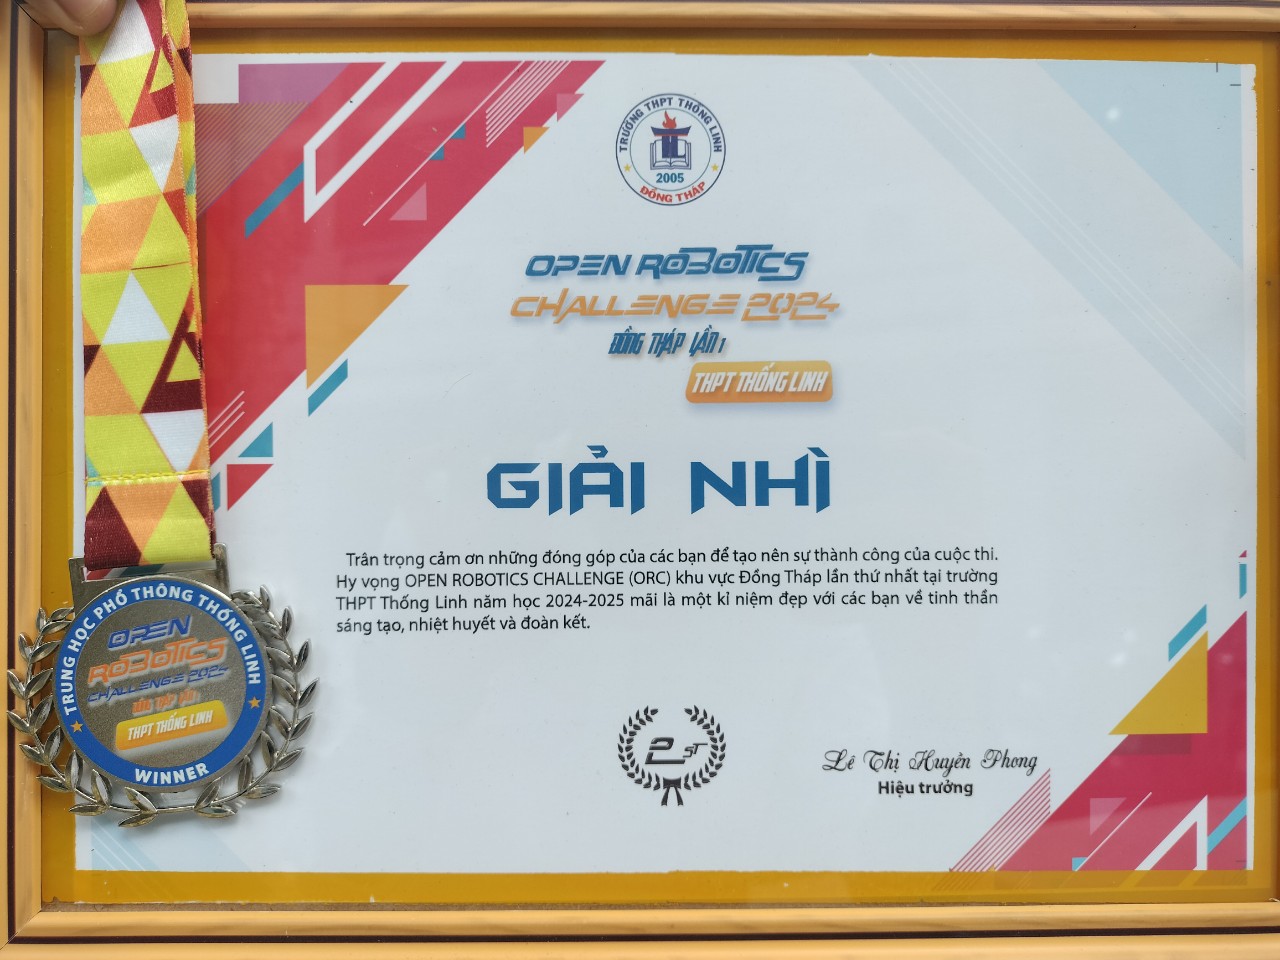 TRƯỜNG THPT THỐNG LINH
2005
ĐỒNG THÁP
OPEN ROBOTICS
CHALLENGE 2024
ĐỒNG THÁP LẦN 1
THPT THỐNG LINH
GIẢI NHÌ
Trân trọng cảm ơn những đóng góp của các bạn để tạo nên sự thành công của cuộc thi.
Hy vọng OPEN ROBOTICS CHALLENGE (ORC) khu vực Đồng Tháp lần thứ nhất tại trường
THPT Thống Linh năm học 2024-2025 mãi là một kỉ niệm đẹp với các bạn về tinh thần
sáng tạo, nhiệt huyết và đoàn kết.
2ST
Lê Thị Huyền Phong
Hiệu trưởng
TRUNG HỌC PHỔ THÔNG THỐNG LINH
OPEN
ROBOTICS
CHALLENGE 2024
ĐỒNG THÁP LẦN 1
THPT THỐNG LINH
WINNER